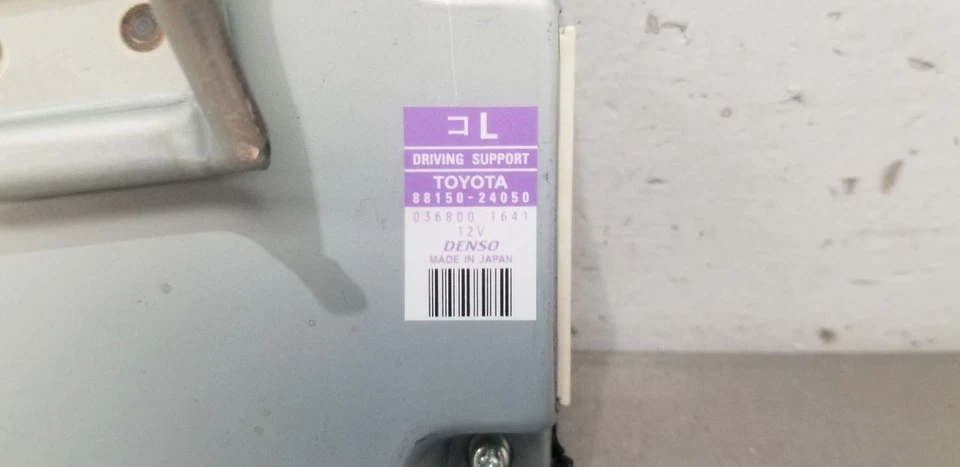 コL
DRIVING SUPPORT
TOYOTA
88150-24050
036800-1641
12V
DENSO
MADE IN JAPAN